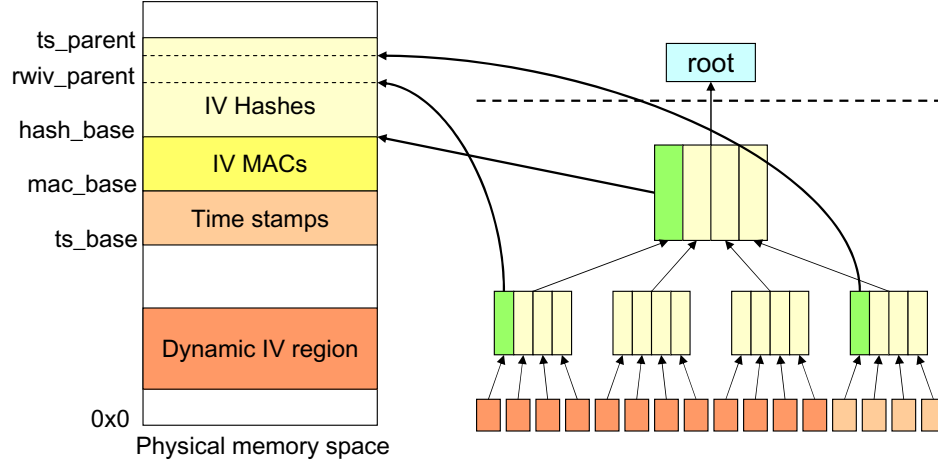 ts_parent
root
rwiv_parent
IV Hashes
hash_base
IV MACs
mac_base
Time stamps
ts_base
Dynamic IV region
0x0
Physical memory space